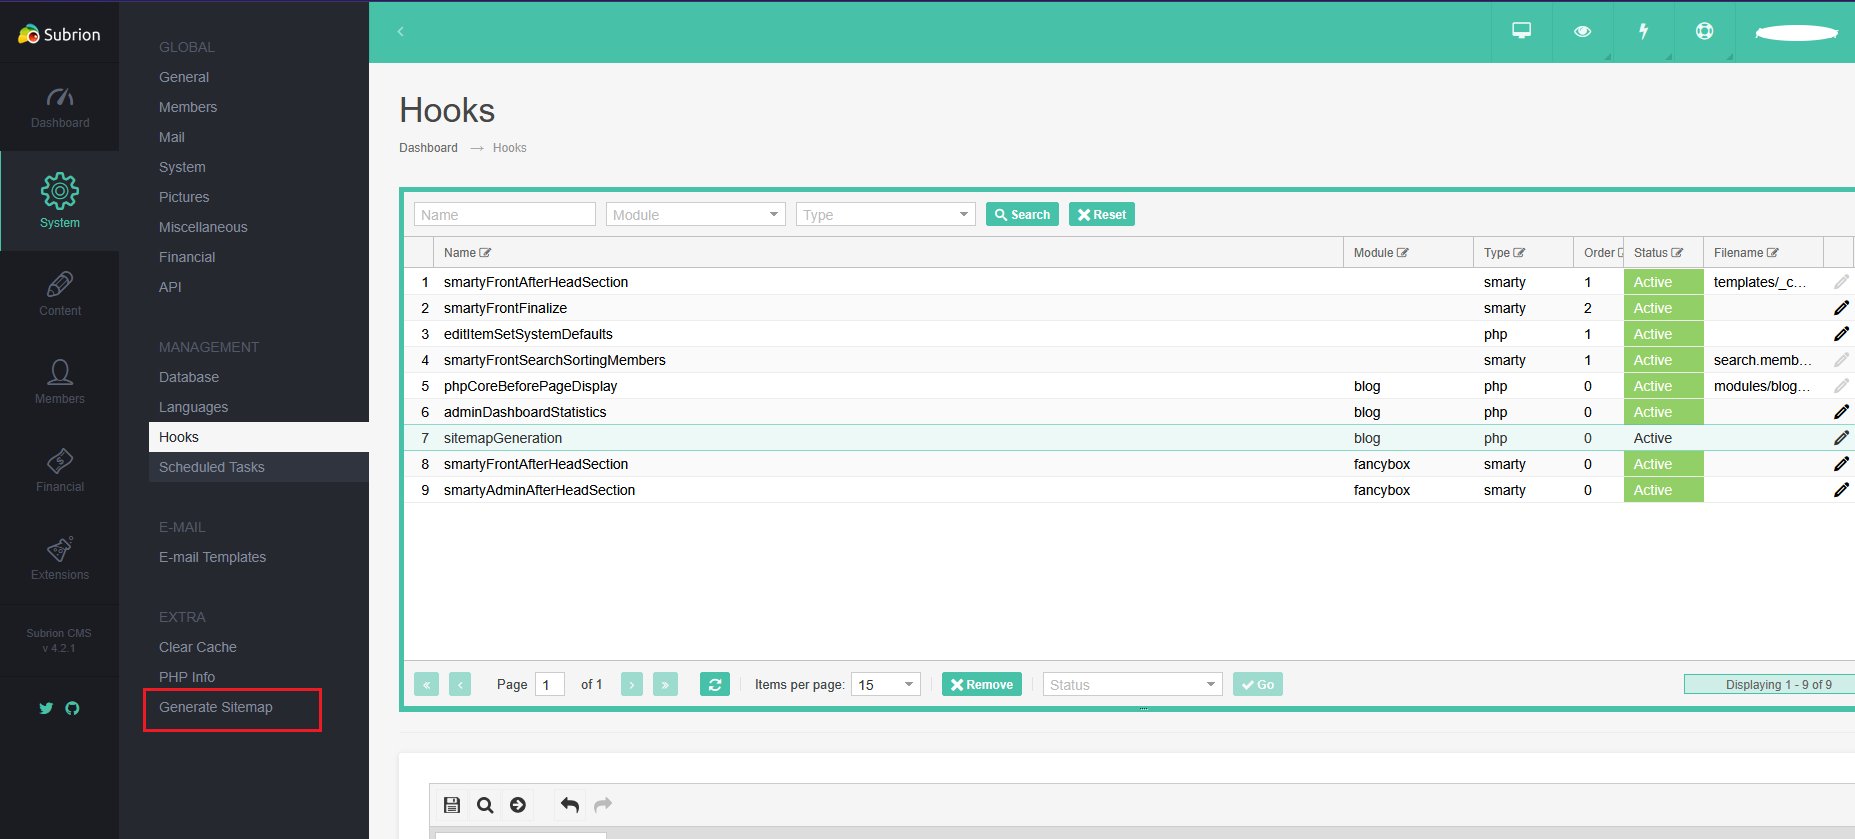 Subrion
Dashboard
System
Content
Members
Financial
Extensions
Subrion CMS
v 4.2.1
GLOBAL
General
Members
Mail
System
Pictures
Miscellaneous
Financial
API
MANAGEMENT
Database
Languages
Hooks
Scheduled Tasks
E-MAIL
E-mail Templates
EXTRA
Clear Cache
PHP Info
Generate Sitemap
Hooks
Dashboard → Hooks
Name Module Type Search Reset
Name Module Type Order Status Filename
1 smartyFrontAfterHeadSection smarty 1 Active templates/_c...
2 smartyFrontFinalize smarty 2 Active
3 editItemSetSystemDefaults php 1 Active
4 smartyFrontSearchSortingMembers smarty 1 Active search.memb...
5 phpCoreBeforePageDisplay blog php 0 Active modules/blog...
6 adminDashboardStatistics blog php 0 Active
7 sitemapGeneration blog php 0 Active
8 smartyFrontAfterHeadSection fancybox smarty 0 Active
9 smartyAdminAfterHeadSection fancybox smarty 0 Active
« ‹ Page 1 of 1 › » Items per page: 15 Remove Status Go Displaying 1 - 9 of 9